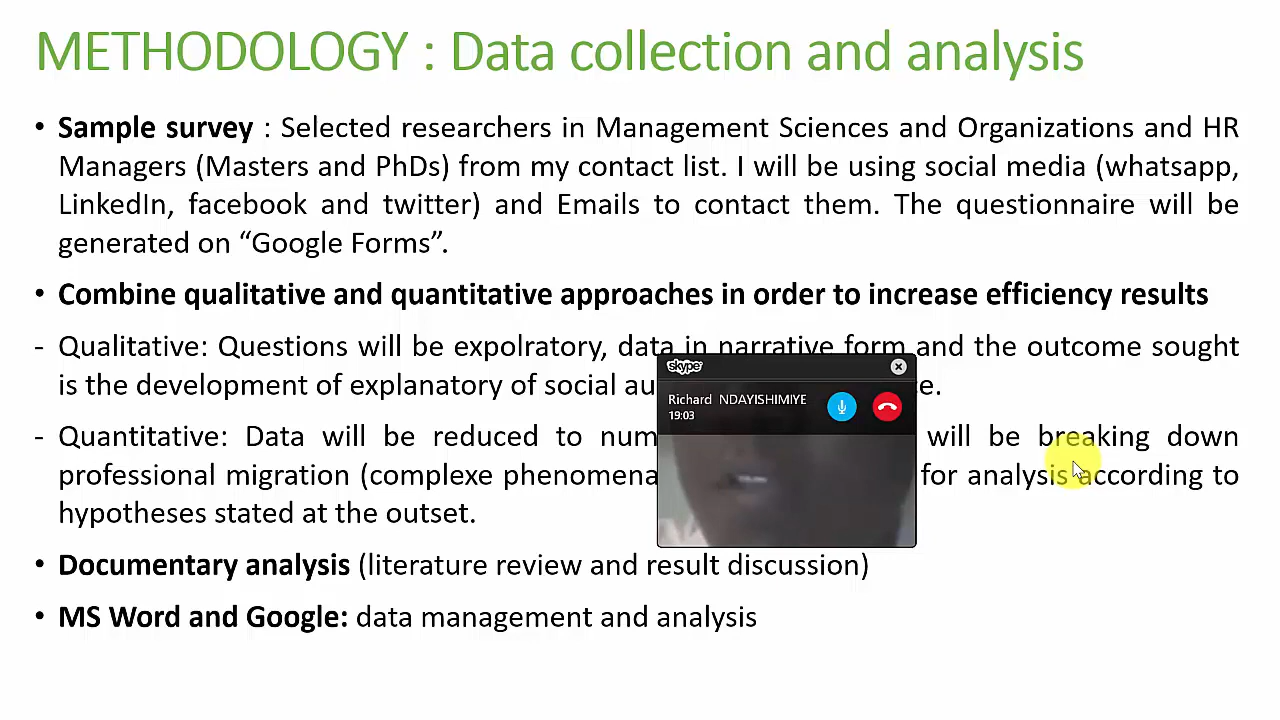 METHODOLOGY : Data collection and analysis
• Sample survey : Selected researchers in Management Sciences and Organizations and HR
Managers (Masters and PhDs) from my contact list. I will be using social media (whatsapp,
LinkedIn, facebook and twitter) and Emails to contact them. The questionnaire will be
generated on “Google Forms”.
• Combine qualitative and quantitative approaches in order to increase efficiency results
- Qualitative: Questions will be expolratory, data in narrative form and the outcome sought
is the development of explanatory of social
- Quantitative: Data will be reduced to will be breaking down
professional migration (complexe phenomena for analysis according to
hypotheses stated at the outset.
skype
Richard NDAYISHIMIYE
19:03
• Documentary analysis (literature review and result discussion)
• MS Word and Google: data management and analysis